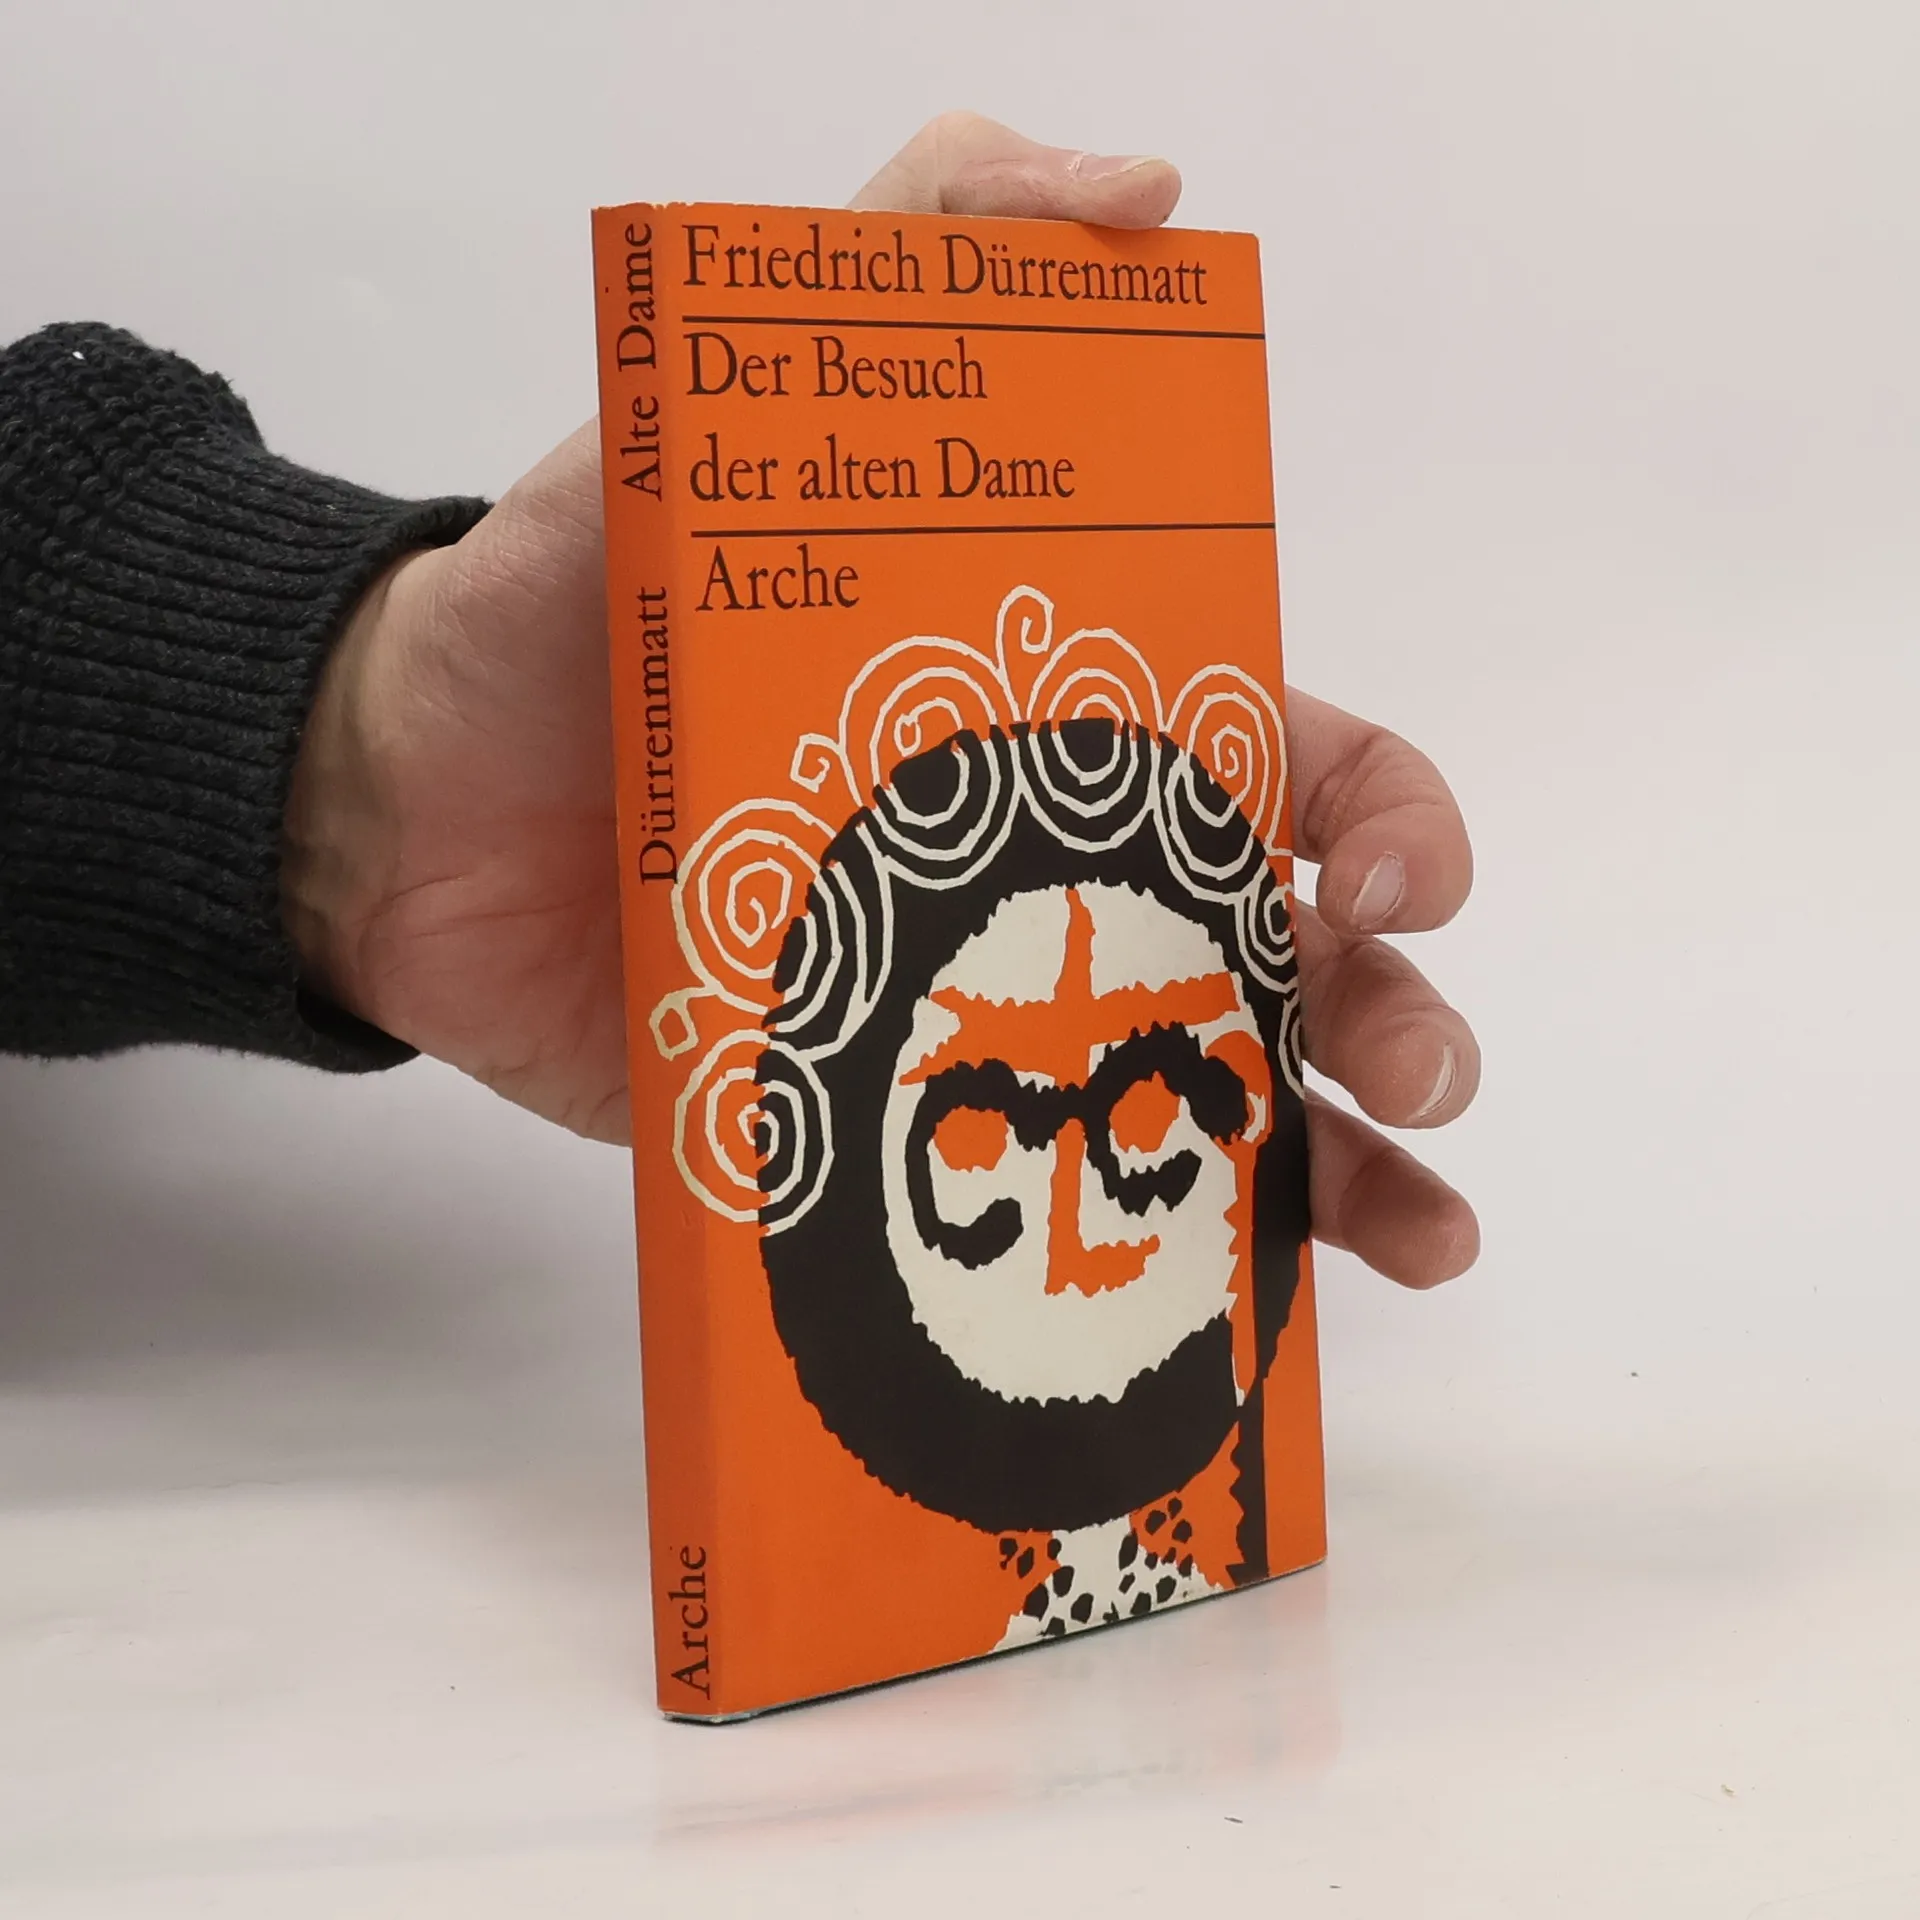 Friedrich Dürrenmatt
Der Besuch
der alten Dame
Arche
Arche Dürrenmatt Alte Dame